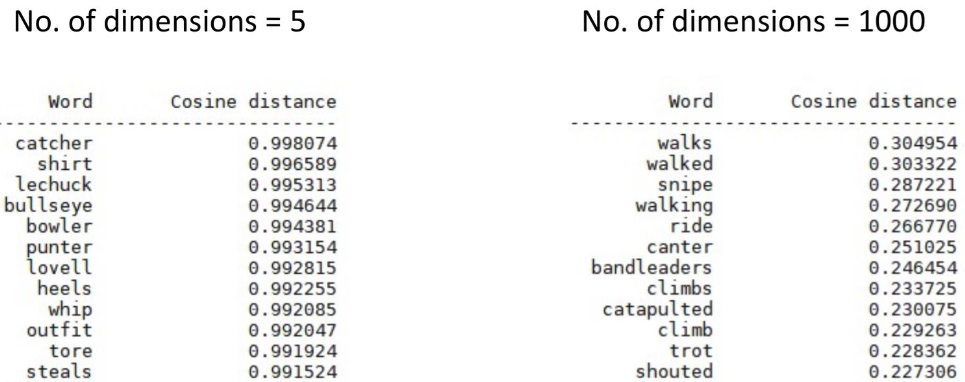 No. of dimensions = 5
Word Cosine distance
--------------------------------
catcher 0.998074
shirt 0.996589
lechuck 0.995313
bullseye 0.994644
bowler 0.994381
punter 0.993154
lovell 0.992815
heels 0.992255
whip 0.992085
outfit 0.992047
tore 0.991924
steals 0.991524
No. of dimensions = 1000
Word Cosine distance
------------------------------------
walks 0.304954
walked 0.303322
snipe 0.287221
walking 0.272690
ride 0.266770
canter 0.251025
bandleaders 0.246454
climbs 0.233725
catapulted 0.230075
climb 0.229263
trot 0.228362
shouted 0.227306